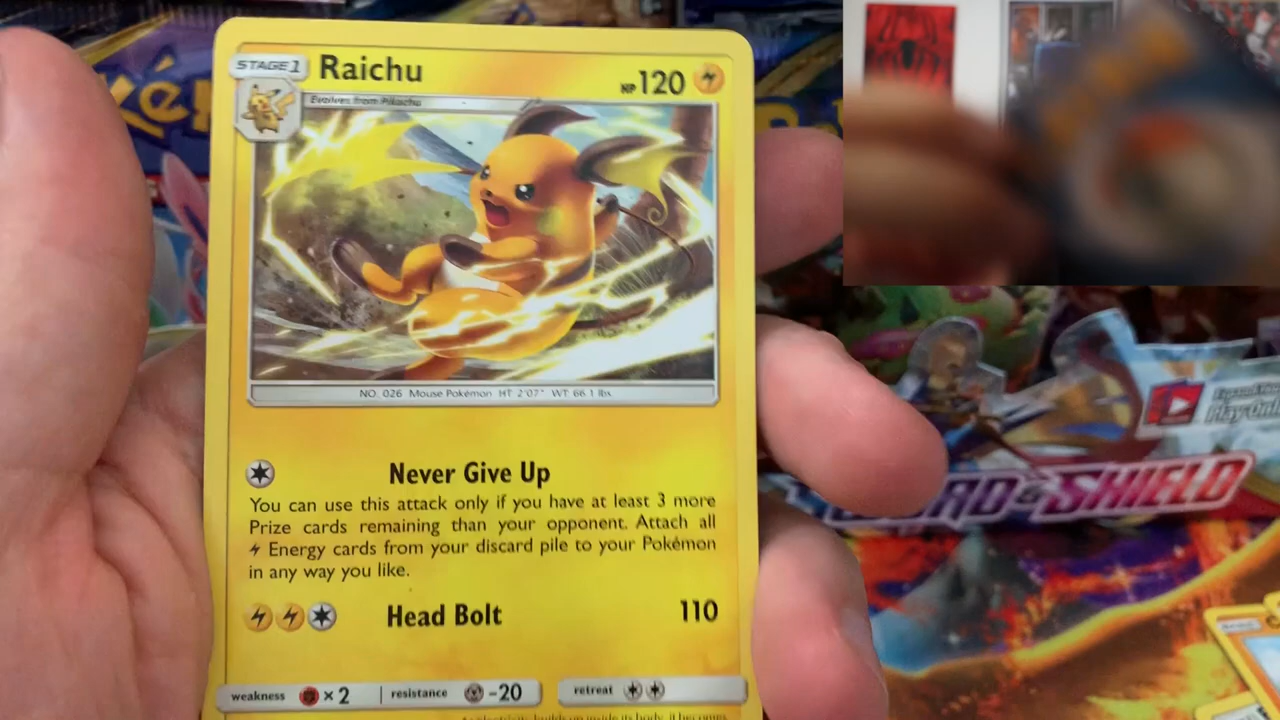 STAGE 1
Raichu
HP 120
Evolves from Pikachu
NO. 026 Mouse Pokémon HT: 2'07" WT: 66.1 lbs.
Never Give Up
You can use this attack only if you have at least 3 more
Prize cards remaining than your opponent. Attach all
Energy cards from your discard pile to your Pokémon
in any way you like.
Head Bolt 110
weakness ×2 resistance -20 retreat
SHIELD